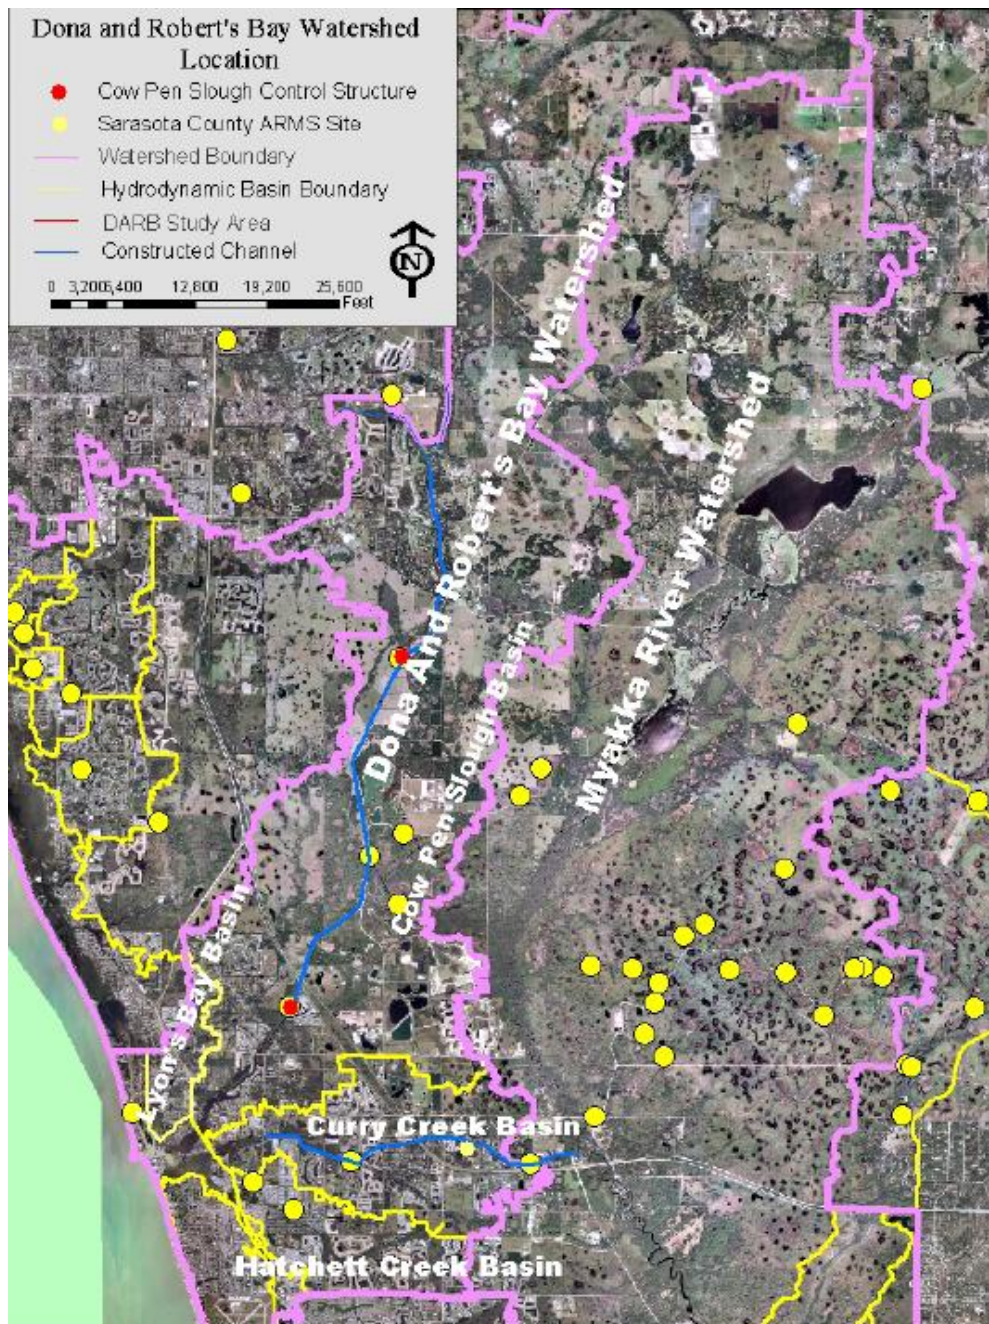 Dona and Robert's Bay Watershed
Location
Cow Pen Slough Control Structure
Sarasota County ARMS Site
Watershed Boundary
Hydrodynamic Basin Boundary
DARB Study Area
Constructed Channel
N
0 3,2006,400 12,800 19,200 25,600
Feet
Dona And Robert's Bay Watershed
Myakka River Watershed
Cow Pen Slough Basin
Lyon's Bay Basin
Curry Creek Basin
Hatchett Creek Basin